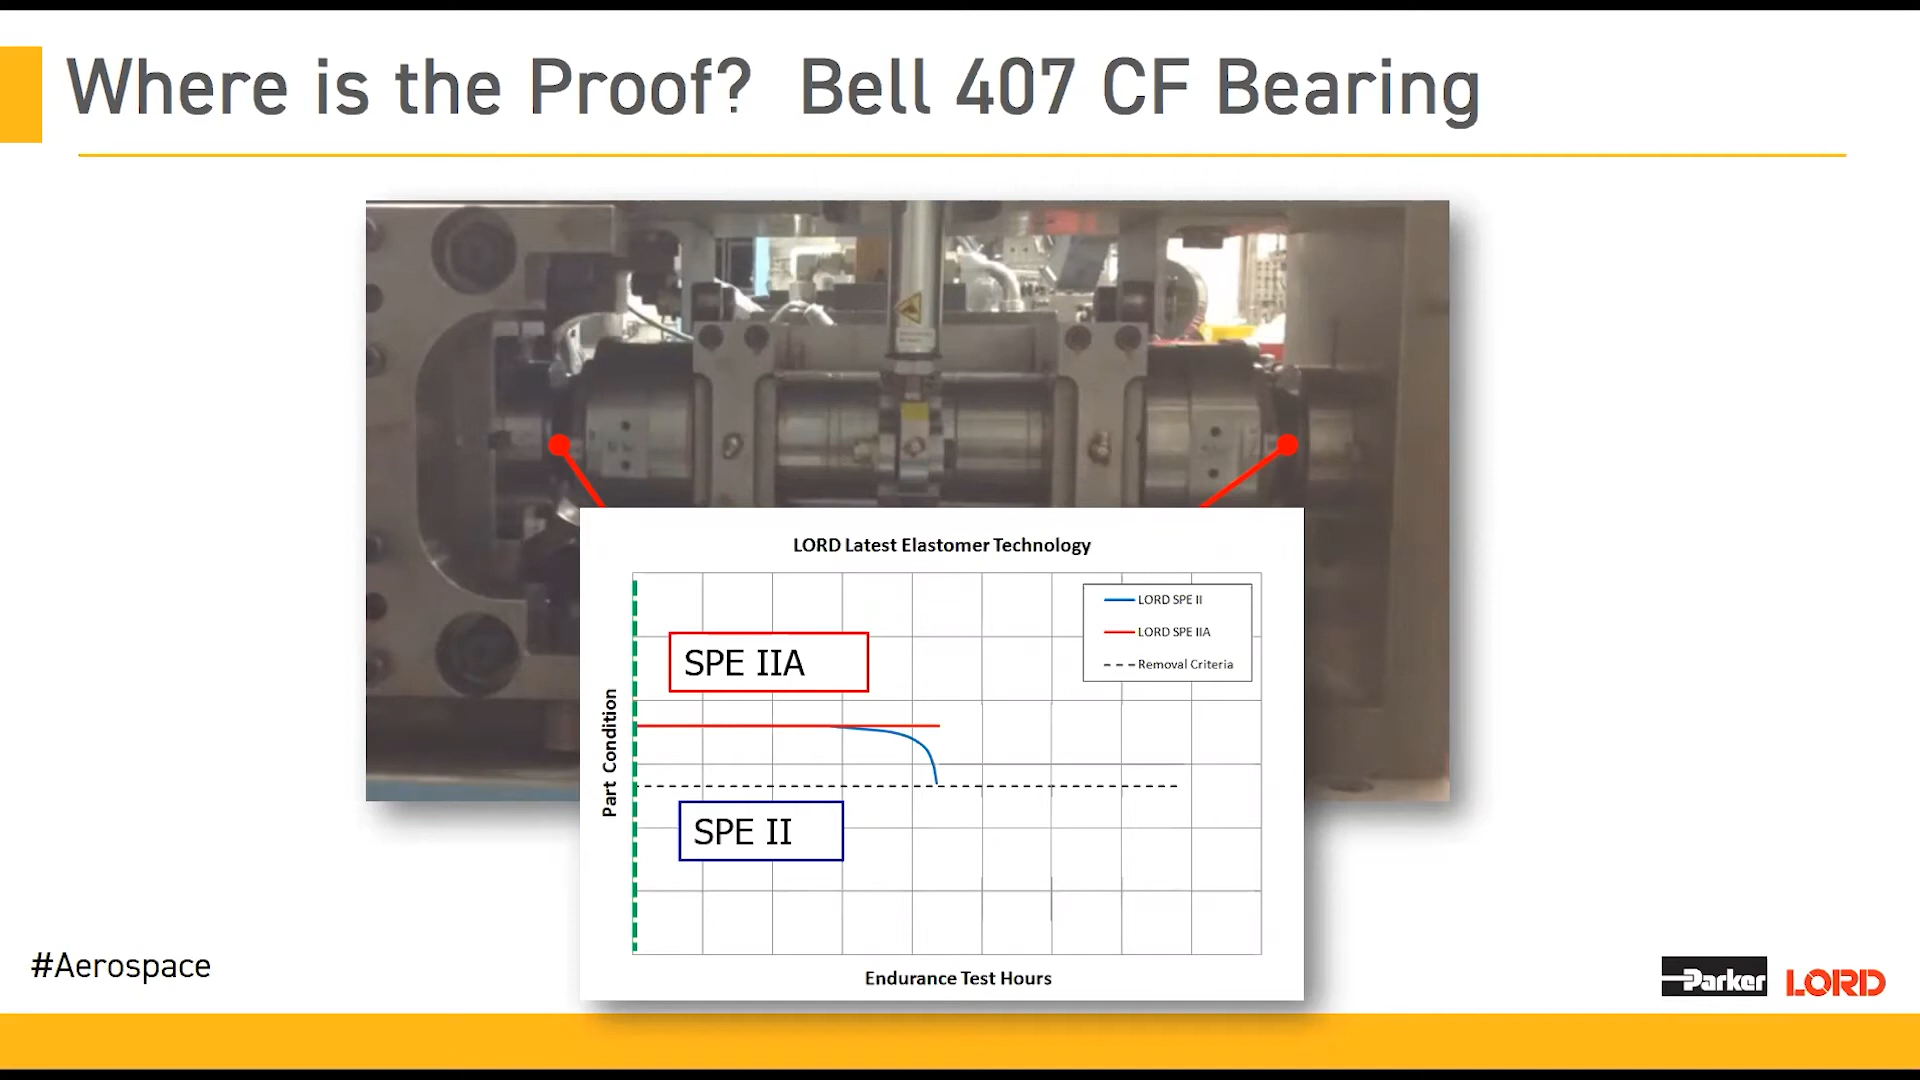 Where is the Proof? Bell 407 CF Bearing
LORD Latest Elastomer Technology
LORD SPE II
LORD SPE IIA
Removal Criteria
SPE IIA
Part Condition
SPE II
Endurance Test Hours
#Aerospace
Parker LORD